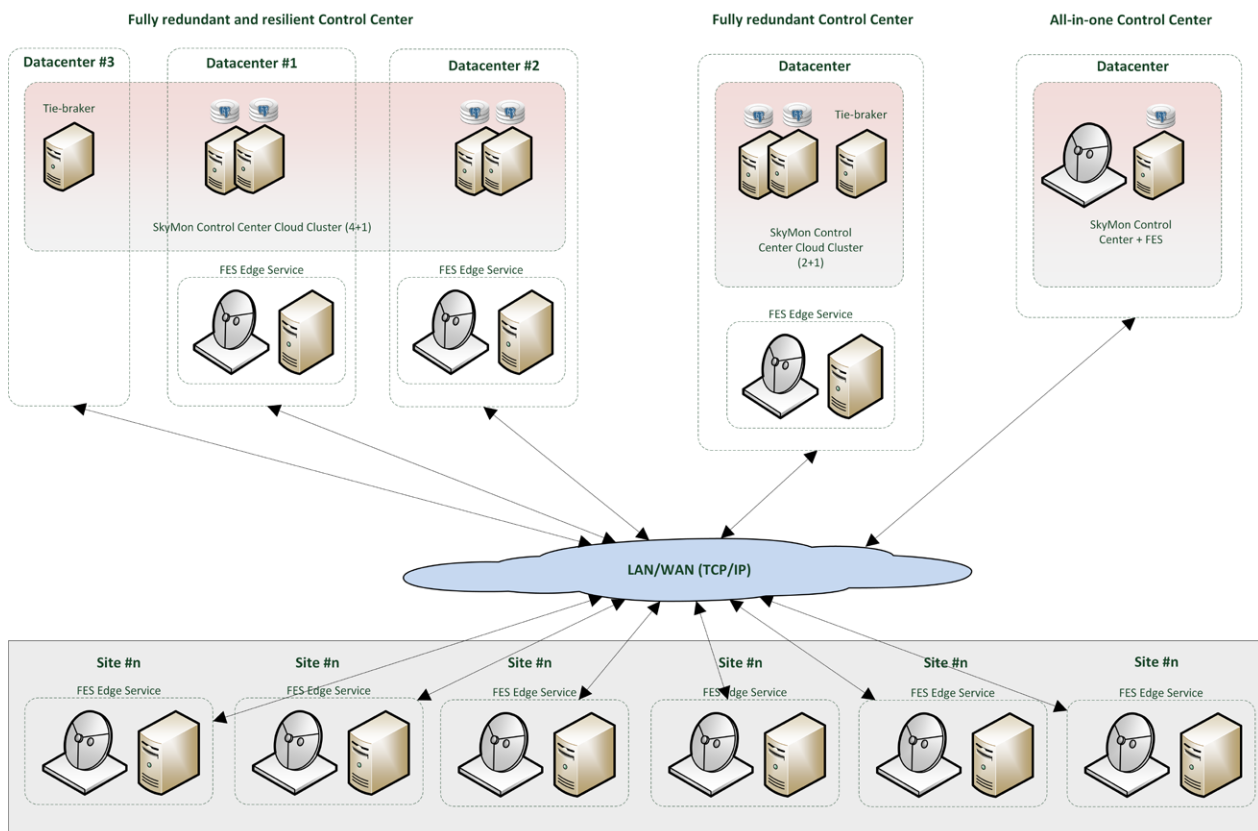 Fully redundant and resilient Control Center
Fully redundant Control Center
All-in-one Control Center
Datacenter #3
Datacenter #1
Datacenter #2
Datacenter
Datacenter
Tie-braker
Tie-braker
SkyMon Control Center Cloud Cluster (4+1)
SkyMon Control
Center Cloud Cluster
(2+1)
SkyMon Control
Center + FES
FES Edge Service
FES Edge Service
FES Edge Service
LAN/WAN (TCP/IP)
Site #n
Site #n
Site #n
Site #n
Site #n
Site #n
FES Edge Service
FES Edge Service
FES Edge Service
FES Edge Service
FES Edge Service
FES Edge Service